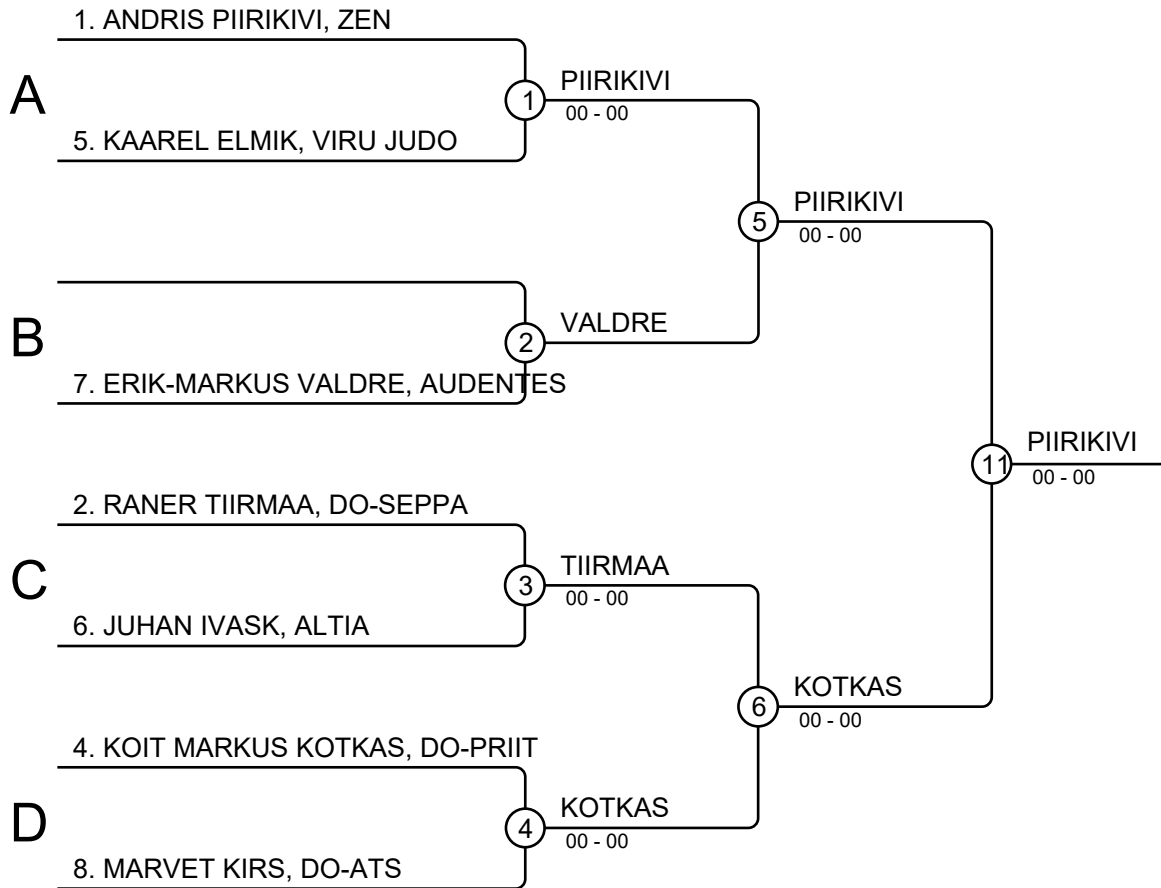 1. ANDRIS PIIRIKIVI, ZEN
A
1
PIIRIKIVI
00 - 00
5. KAAREL ELMIK, VIRU JUDO
5
PIIRIKIVI
00 - 00
B
2
VALDRE
7. ERIK-MARKUS VALDRE, AUDENTES
11
PIIRIKIVI
00 - 00
2. RANER TIIRMAA, DO-SEPPA
C
3
TIIRMAA
00 - 00
6. JUHAN IVASK, ALTIA
6
KOTKAS
00 - 00
4. KOIT MARKUS KOTKAS, DO-PRIIT
D
4
KOTKAS
00 - 00
8. MARVET KIRS, DO-ATS